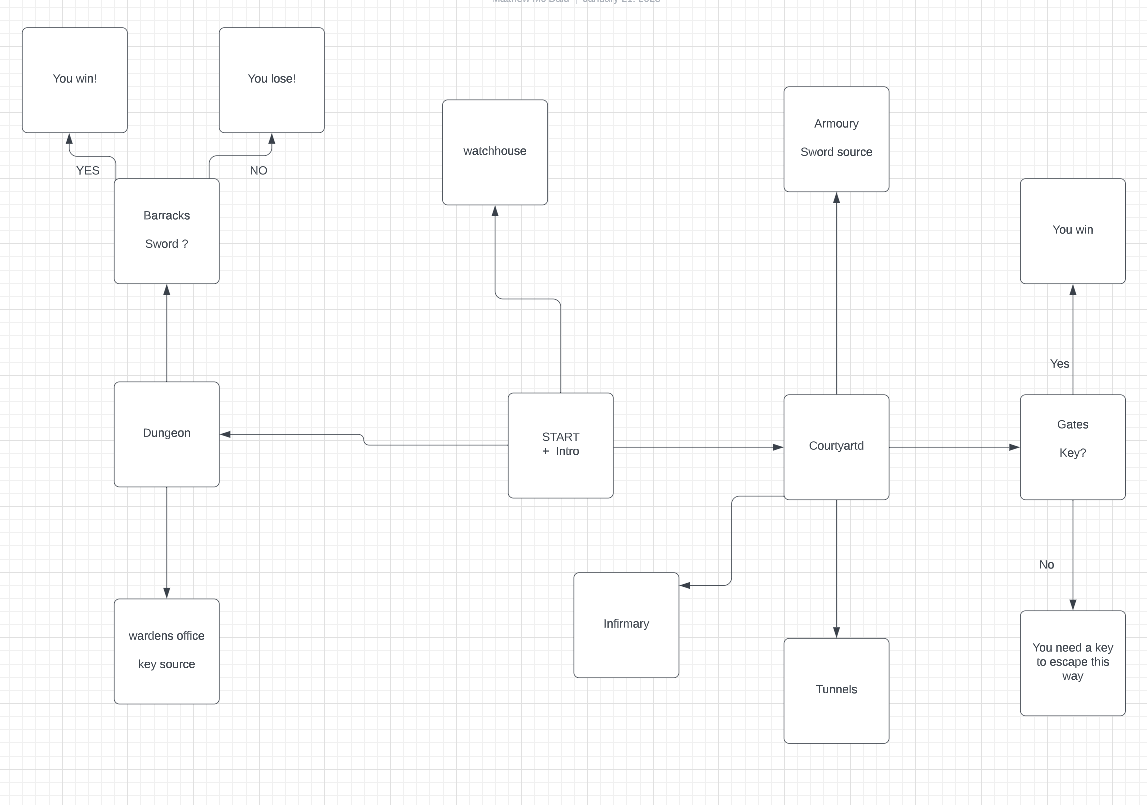 You win!
You lose!
YES
NO
Barracks
Sword ?
watchhouse
Armoury
Sword source
You win
Yes
Dungeon
START
+ Intro
Courtyartd
Gates
Key?
No
wardens office
key source
Infirmary
Tunnels
You need a key
to escape this
way